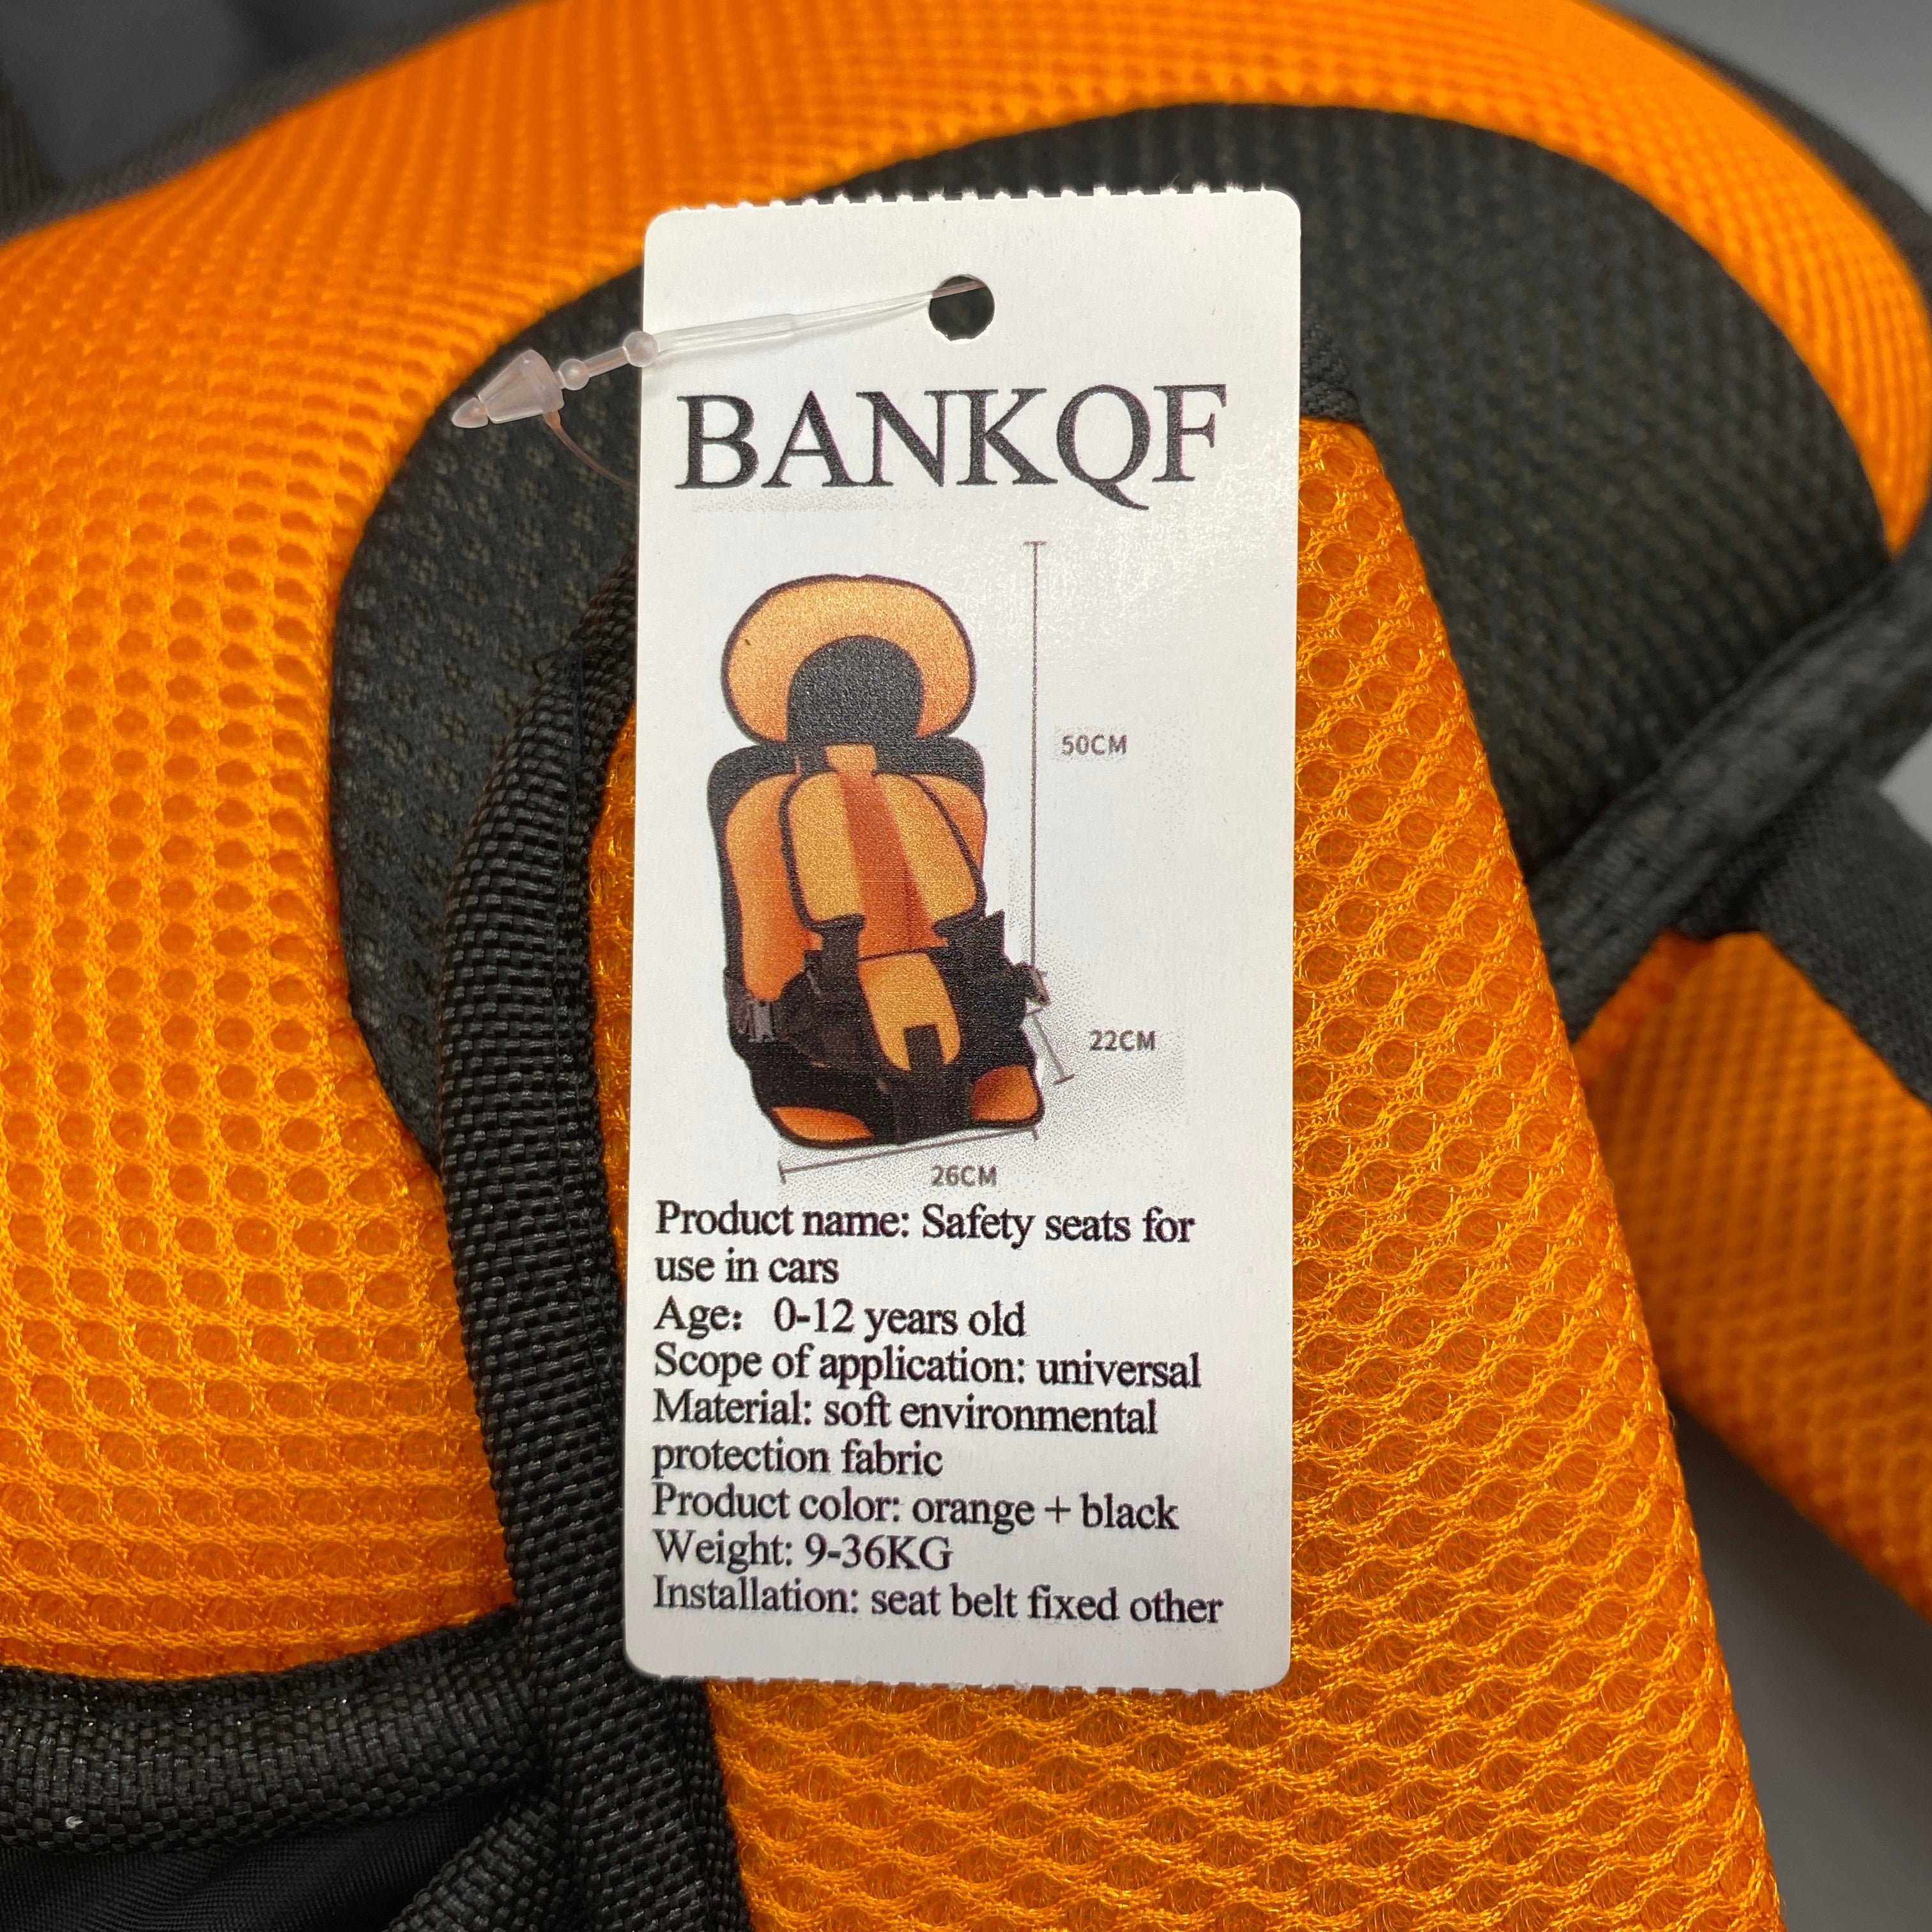 BANKQF
50CM
22CM
26CM
Product name: Safety seats for
use in cars
Age: 0-12 years old
Scope of application: universal
Material: soft environmental
protection fabric
Product color: orange + black
Weight: 9-36KG
Installation: seat belt fixed other